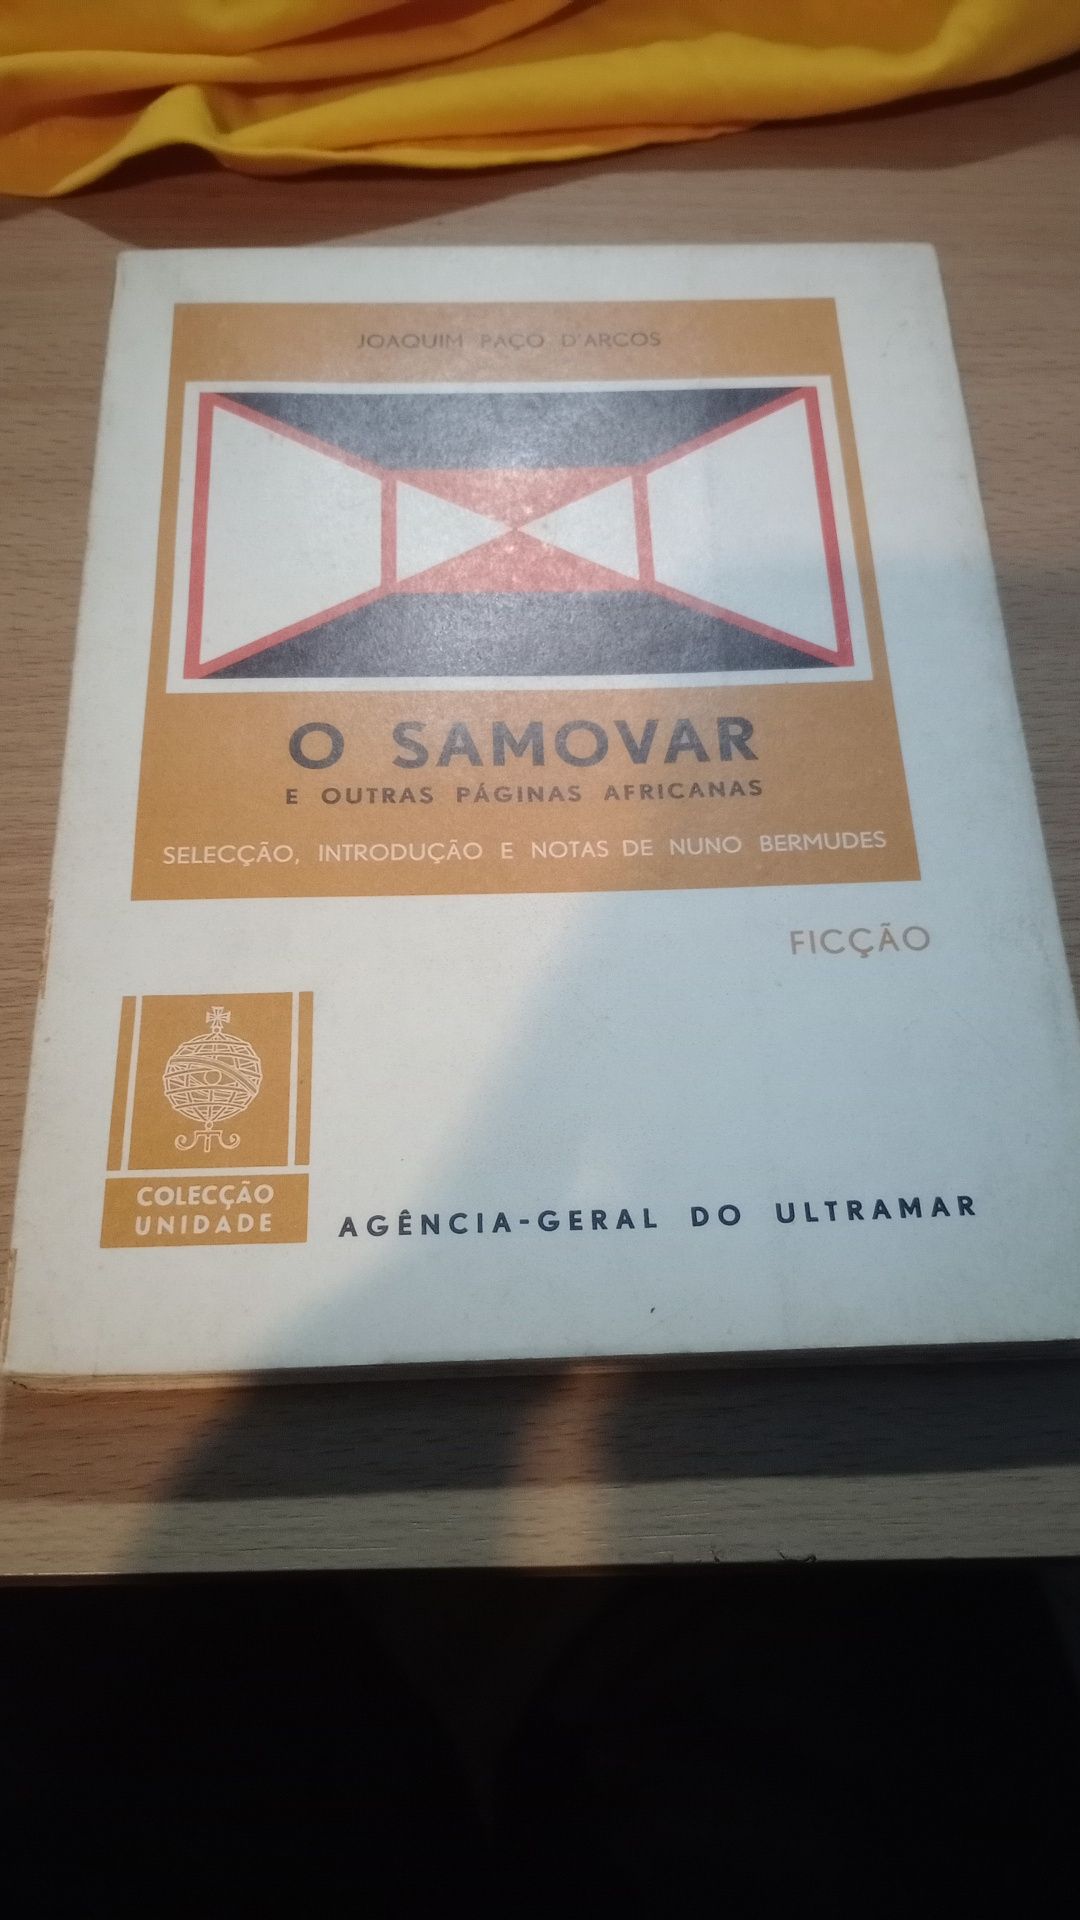 JOAQUIM PAÇO D'ARCOS
O SAMOVAR
E OUTRAS PÁGINAS AFRICANAS
SELECÇÃO, INTRODUÇÃO E NOTAS DE NUNO BERMUDES
FICÇÃO
COLECÇÃO
UNIDADE
AGÊNCIA-GERAL DO ULTRAMAR